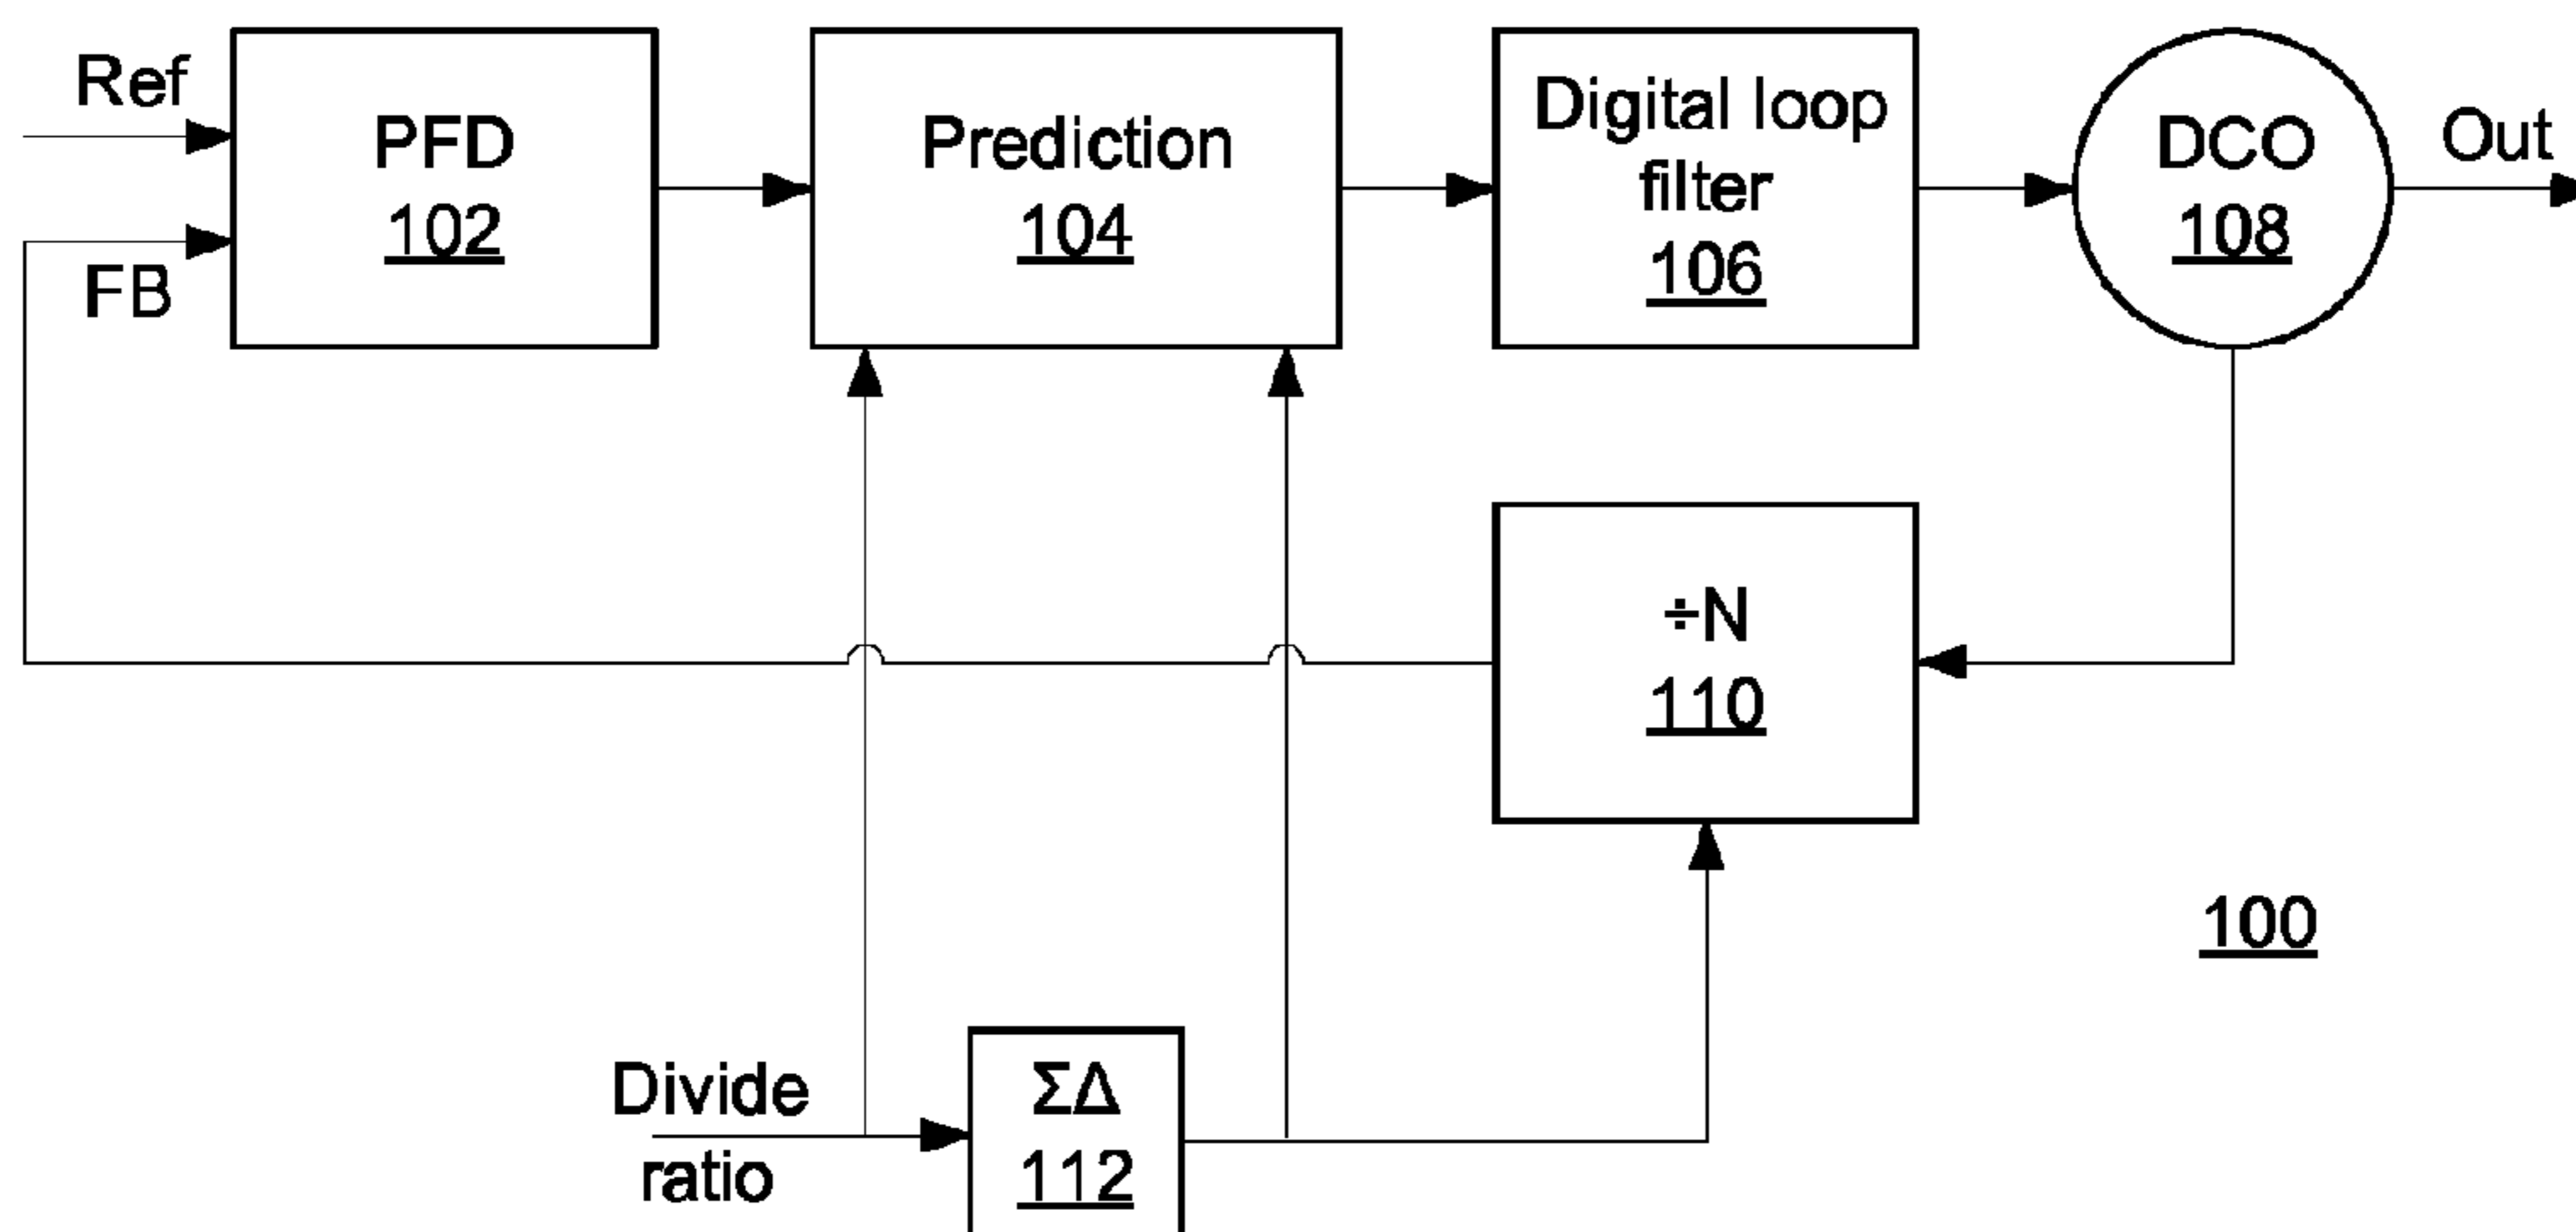 Ref
FB
PFD
102
Prediction
104
Digital loop
filter
106
DCO
108
Out
÷N
110
100
Divide
ratio
ΣΔ
112